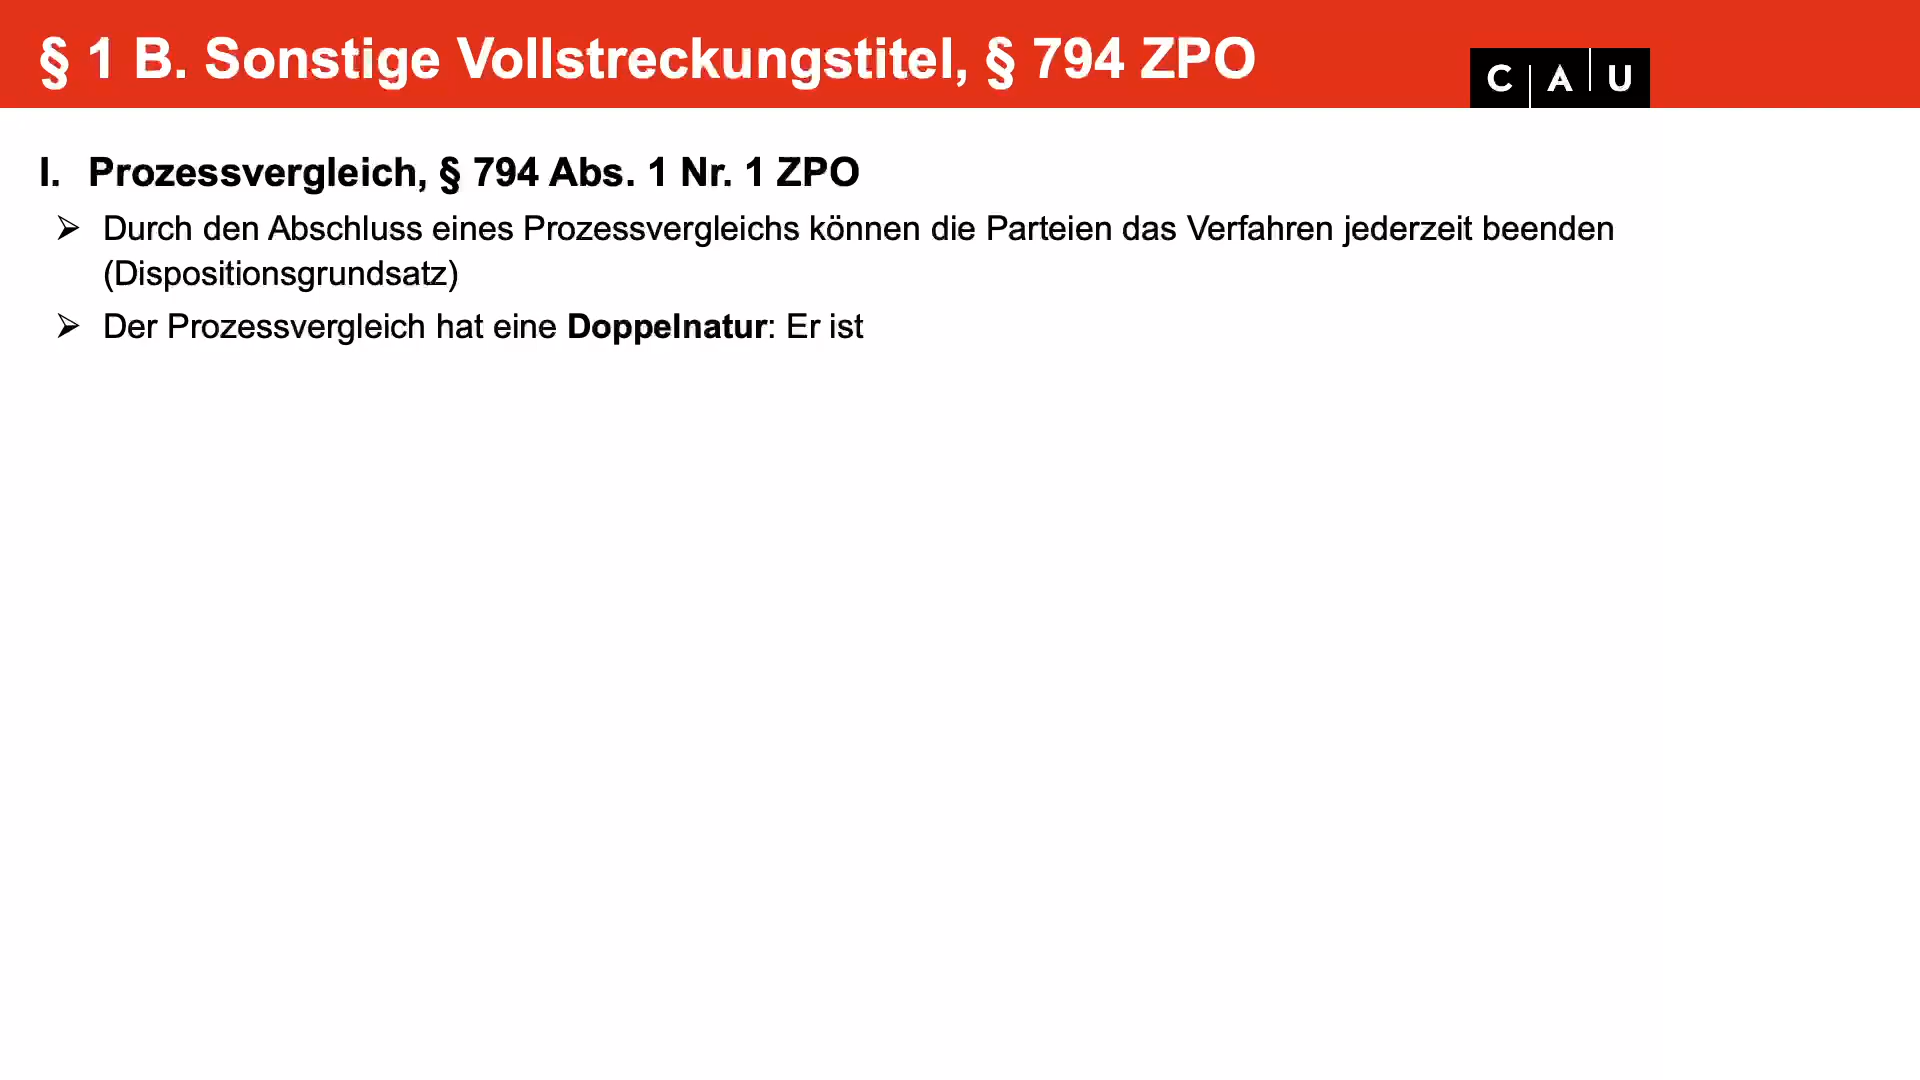 § 1 B. Sonstige Vollstreckungstitel, § 794 ZPO
CAU
I. Prozessvergleich, § 794 Abs. 1 Nr. 1 ZPO
➢ Durch den Abschluss eines Prozessvergleichs können die Parteien das Verfahren jederzeit beenden
(Dispositionsgrundsatz)
➢ Der Prozessvergleich hat eine Doppelnatur: Er ist